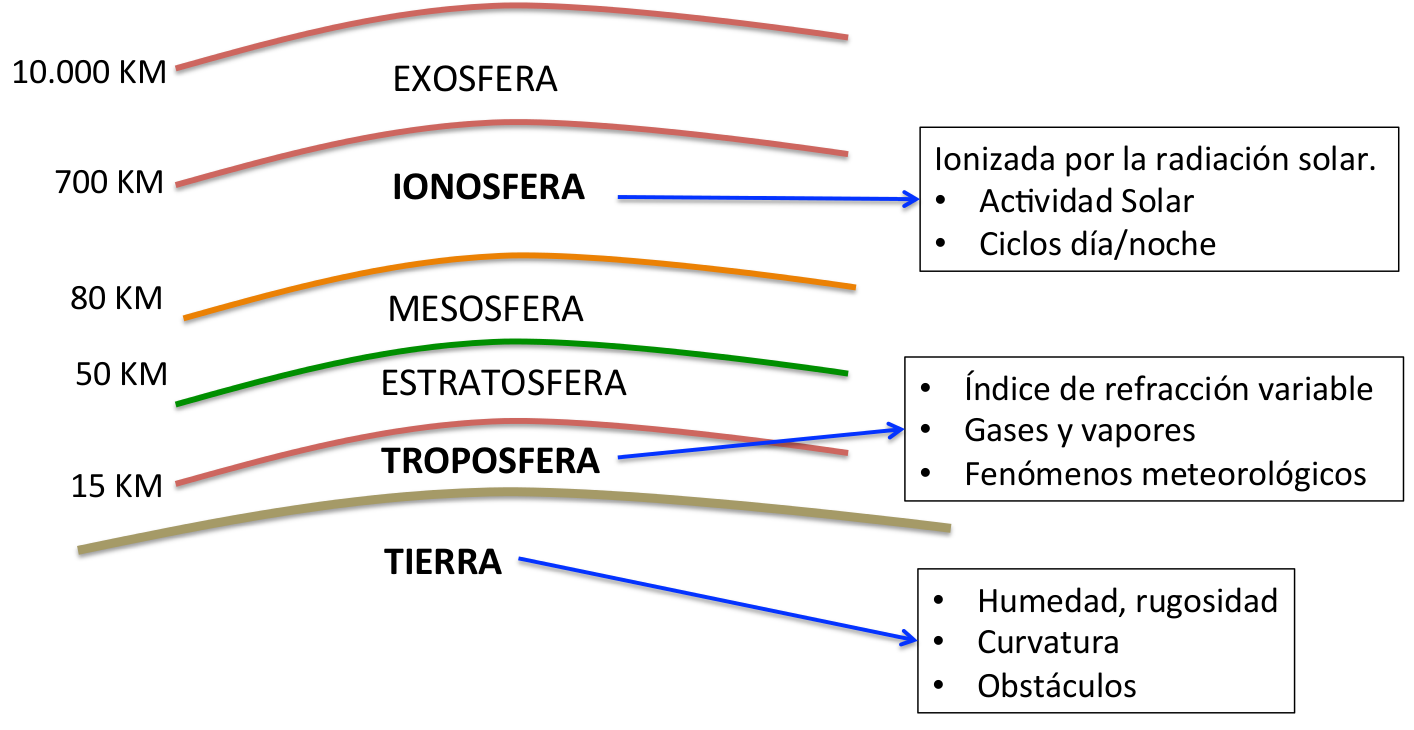 10.000 KM
EXOSFERA
700 KM
IONOSFERA
Ionizada por la radiación solar.
• Actividad Solar
• Ciclos día/noche
80 KM
MESOSFERA
50 KM
ESTRATOSFERA
15 KM
TROPOSFERA
• Índice de refracción variable
• Gases y vapores
• Fenómenos meteorológicos
TIERRA
• Humedad, rugosidad
• Curvatura
• Obstáculos